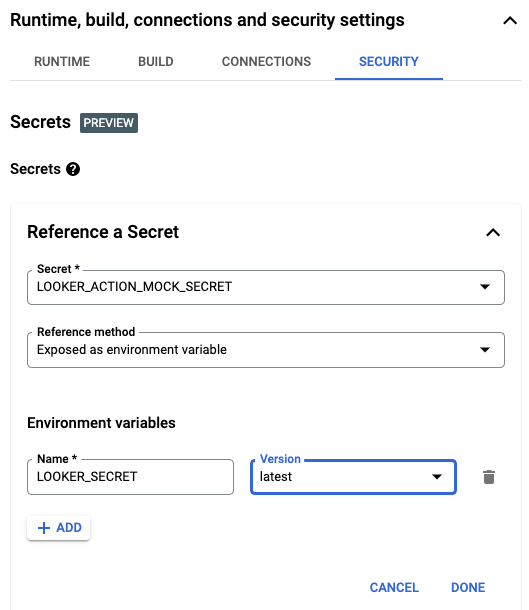 Runtime, build, connections and security settings
RUNTIME BUILD CONNECTIONS SECURITY
Secrets PREVIEW
Secrets ?
Reference a Secret
Secret *
LOOKER_ACTION_MOCK_SECRET
Reference method
Exposed as environment variable
Environment variables
Name * Version
LOOKER_SECRET latest
+ ADD
CANCEL DONE